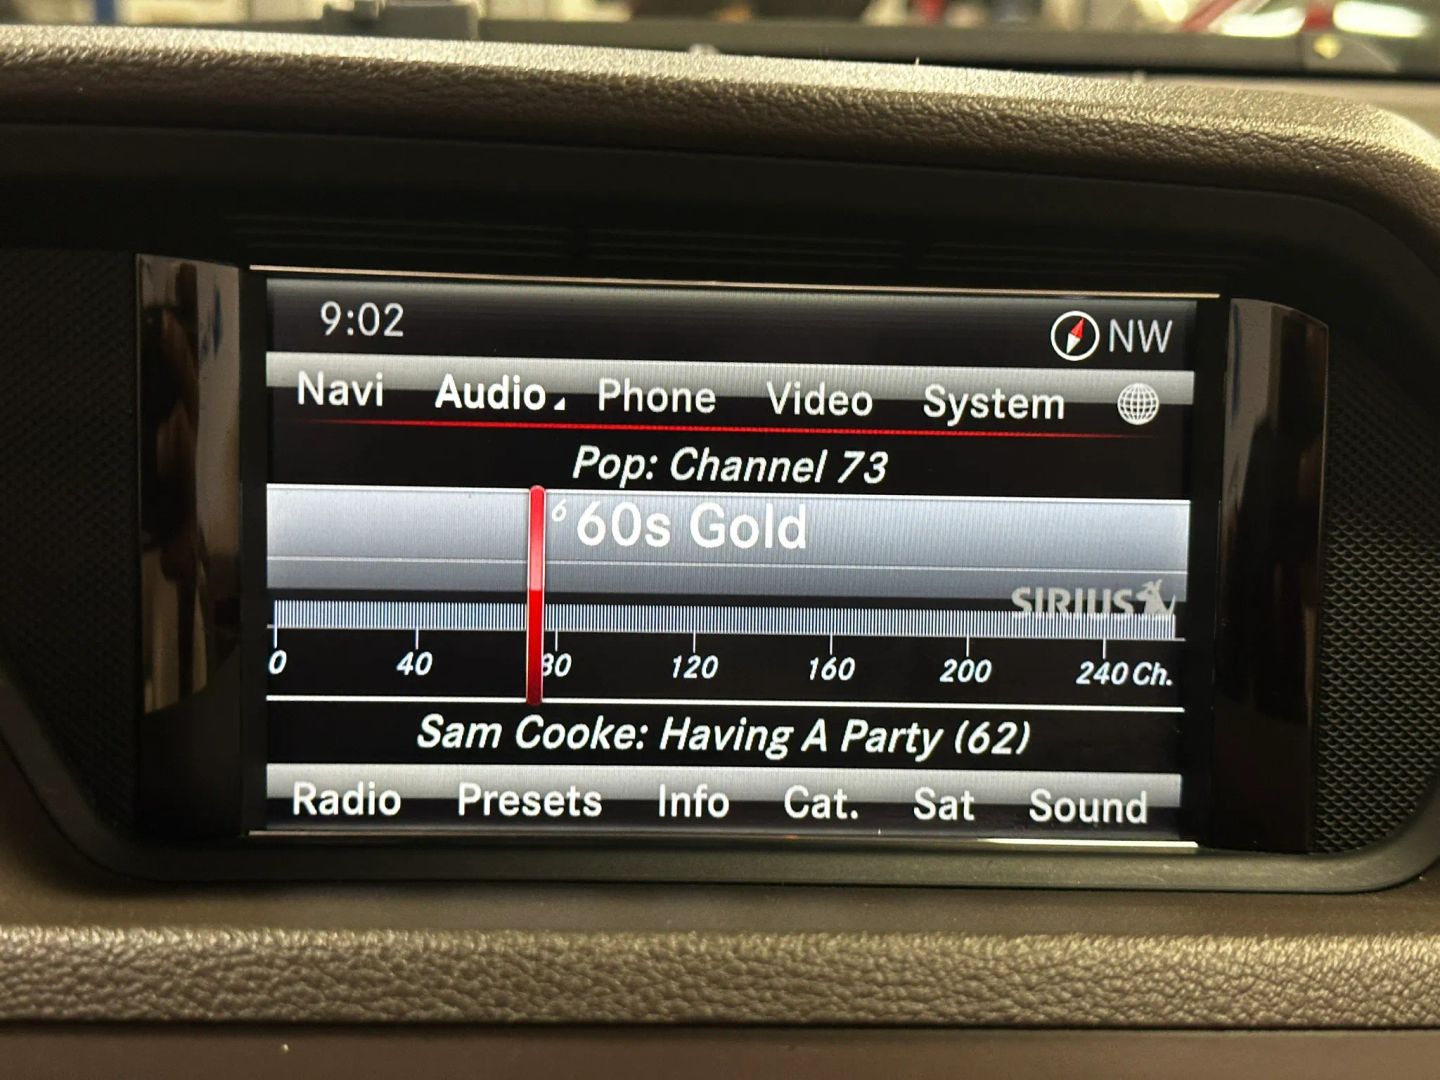 9:02 NW
Navi Audio Phone Video System
Pop: Channel 73
6 60s Gold
SIRIUS
0 40 80 120 160 200 240 Ch.
Sam Cooke: Having A Party (62)
Radio Presets Info Cat. Sat Sound